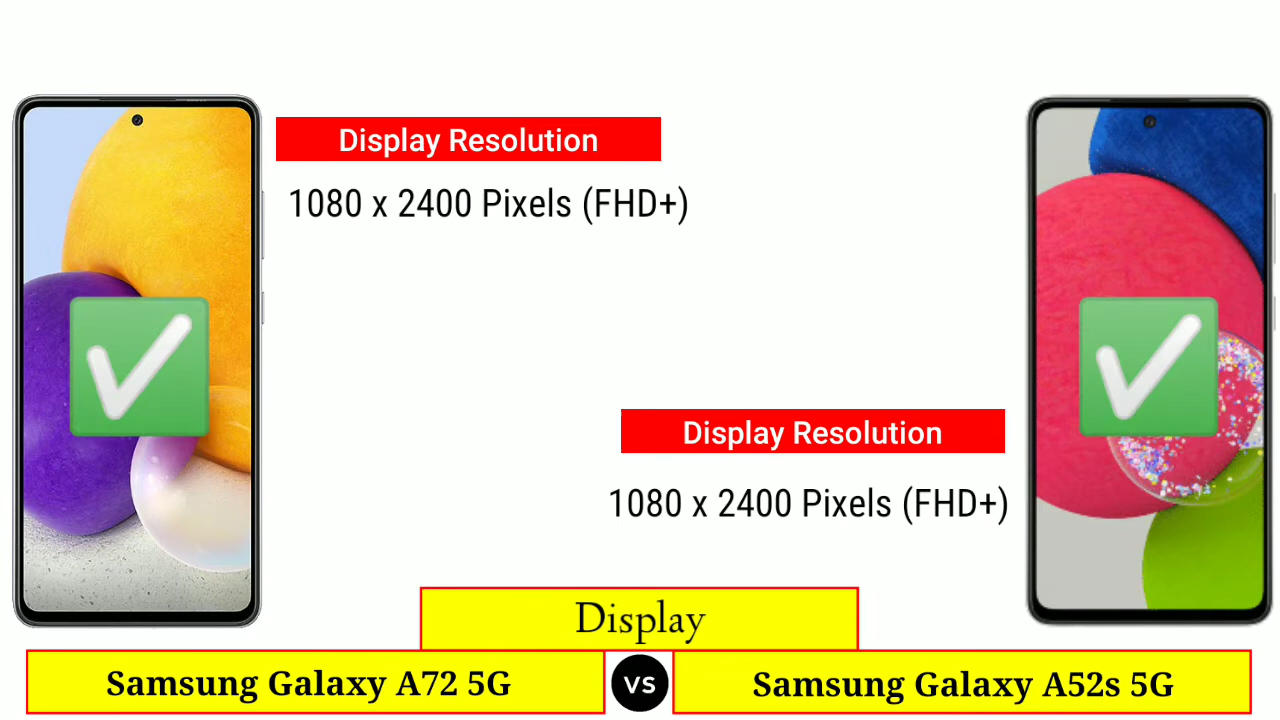 Display Resolution
1080 x 2400 Pixels (FHD+)
Display Resolution
1080 x 2400 Pixels (FHD+)
Display
Samsung Galaxy A72 5G
VS
Samsung Galaxy A52s 5G